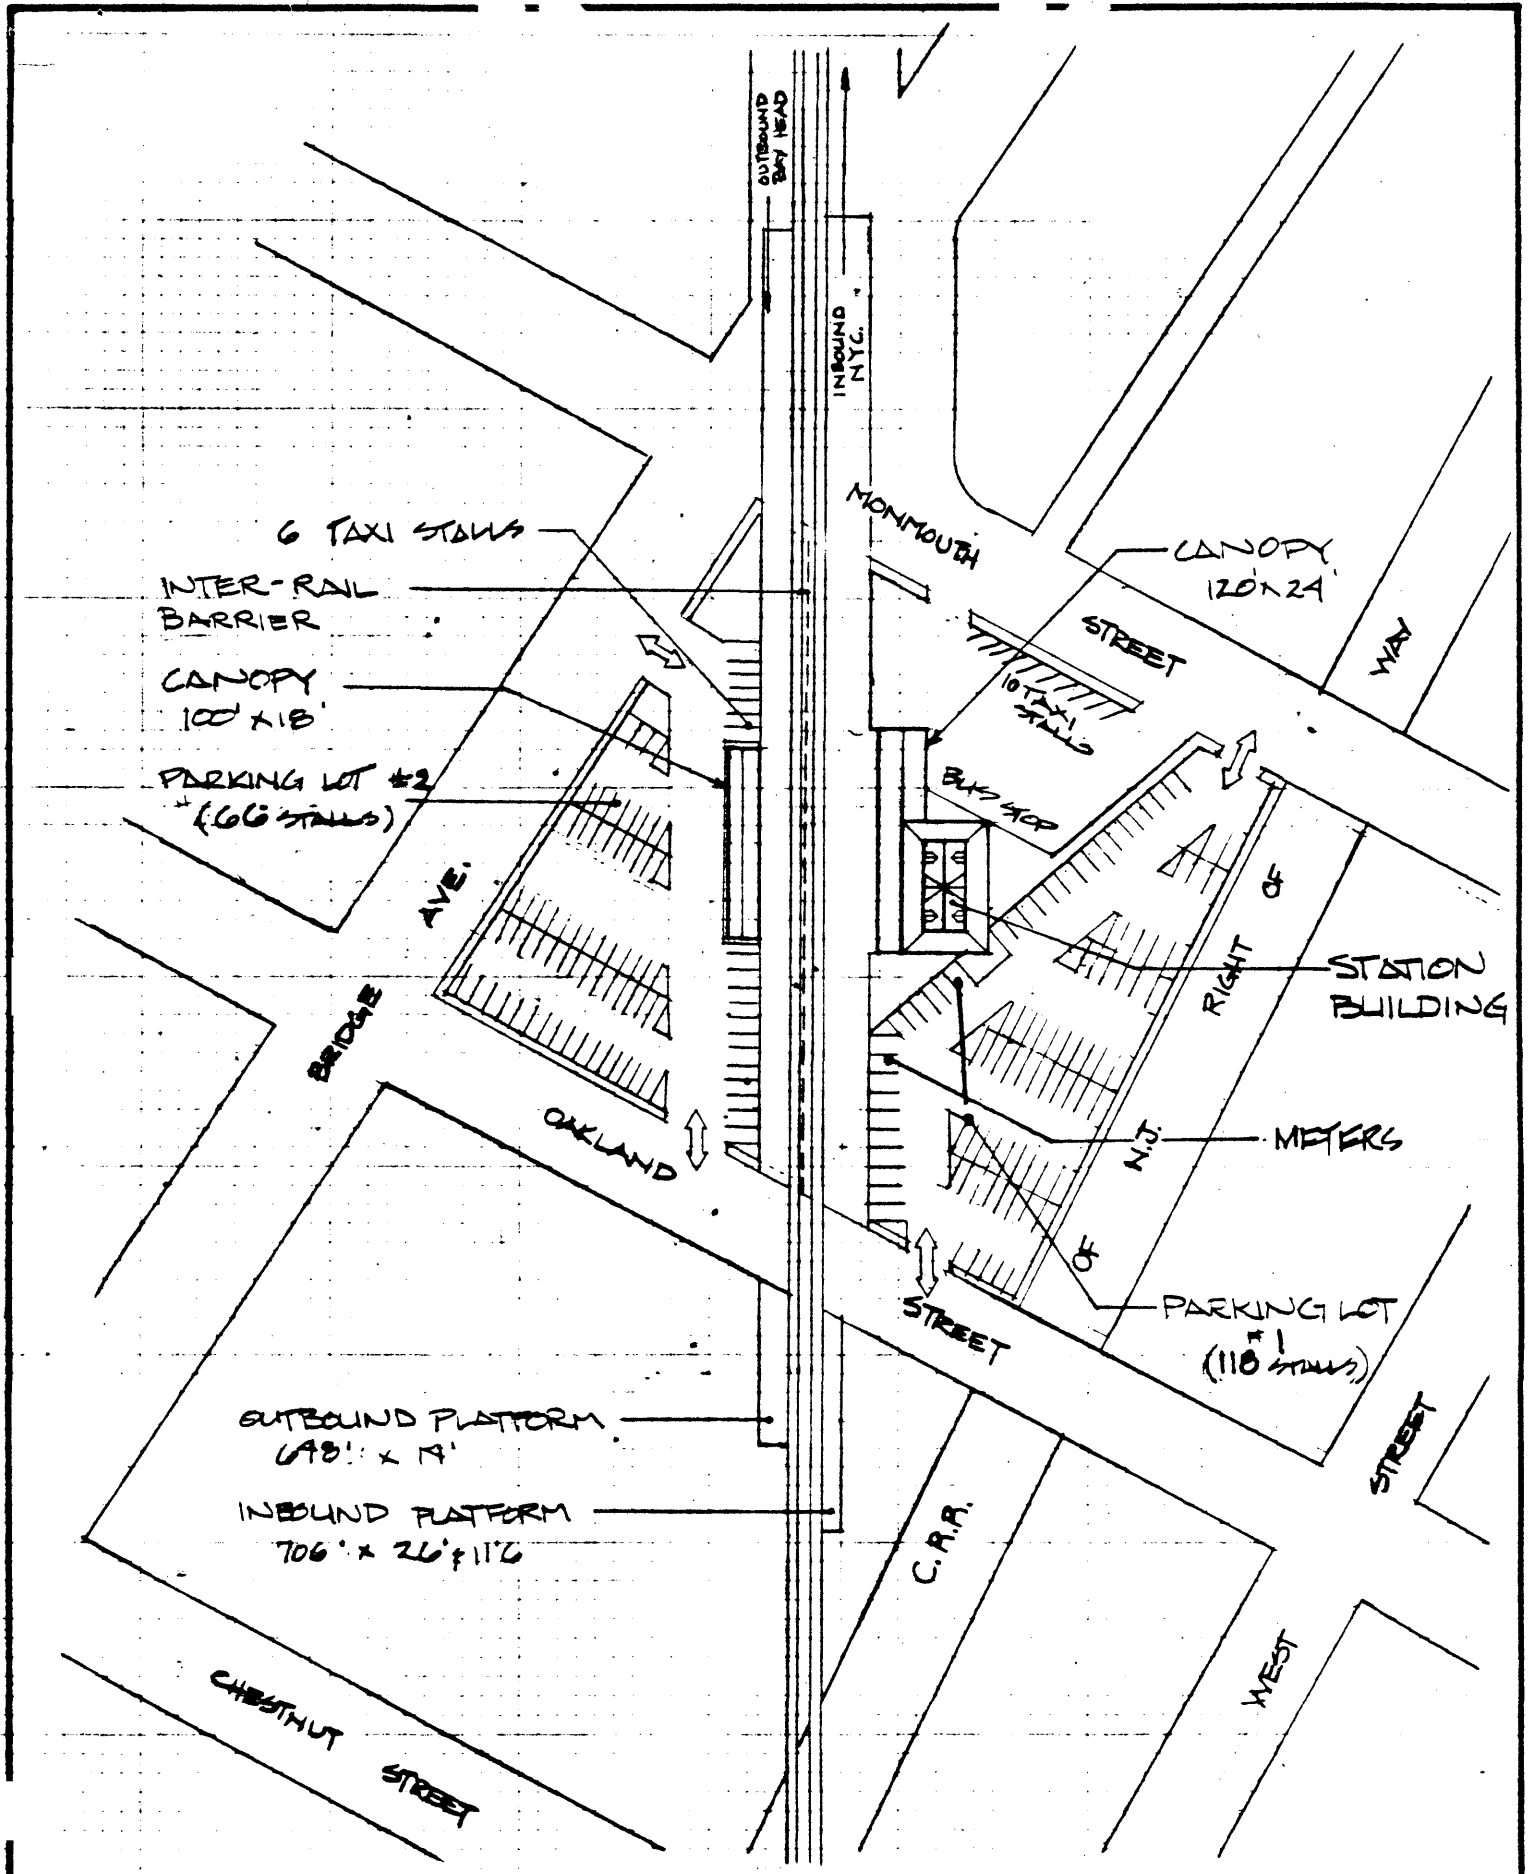 OUTBOUND
BAY HEAD
INBOUND
NYC.
MONMOUTH
STREET
6 TAXI STALLS
INTER-RAIL
BARRIER
CANOPY
100' X 18'
PARKING LOT #2
(66 STALLS)
CANOPY
120' X 24'
WAY
10 TAXI
STALLS
BUS STOP
OF
RIGHT
STATION
BUILDING
AVE.
BRIDGE
OAKLAND
STREET
N.J.
METERS
OF
PARKING LOT
#1
(118 STALLS)
OUTBOUND PLATFORM
648' x 14'
INBOUND PLATFORM
706' x 26' & 11'6
C.R.R.
STREET
WEST
CHESTNUT
STREET